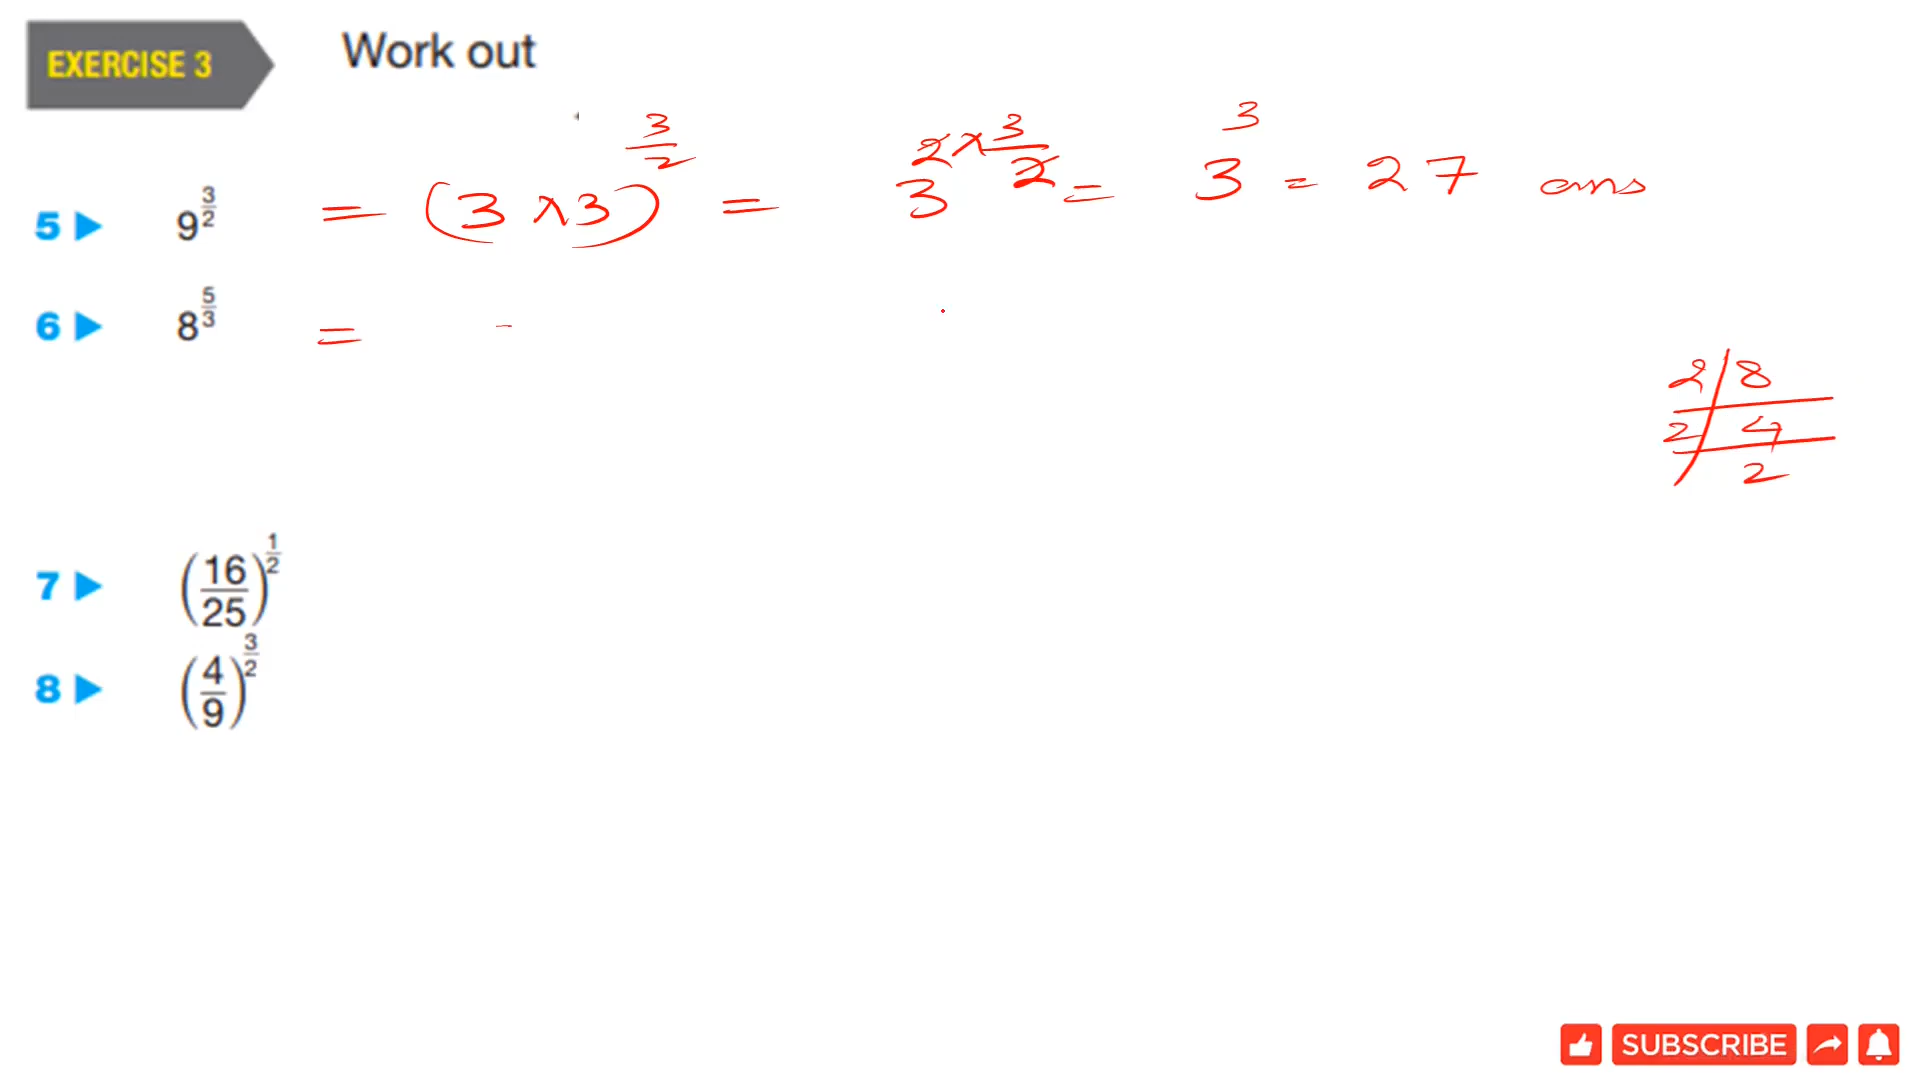 EXERCISE 3 Work out
5 ▶ 9^(3/2) = (3 × 3)^(3/2) = 3^(2×3/2) = 3^3 = 27 ans
6 ▶ 8^(5/3) =
2 | 8
2 | 4
2
7 ▶ (16/25)^(1/2)
8 ▶ (4/9)^(3/2)
SUBSCRIBE